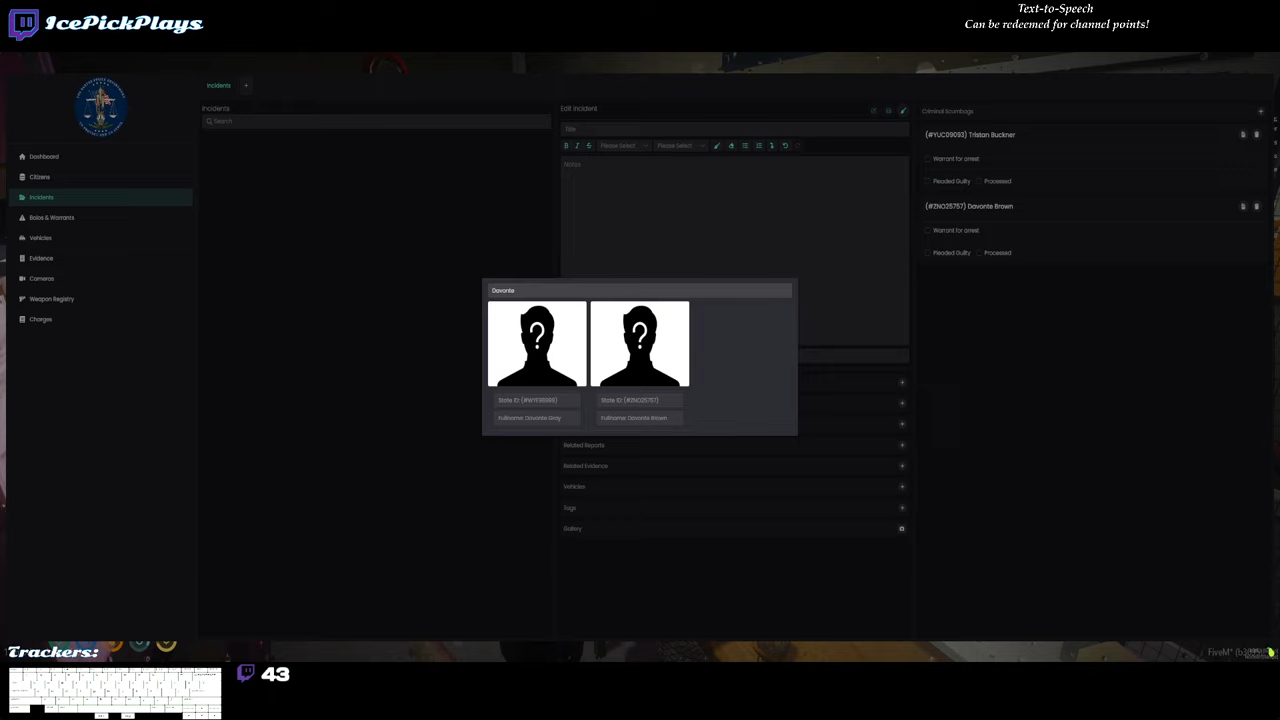 IcePickPlays
Text-to-Speech
Can be redeemed for channel points!
Incidents +
Dashboard
Citizens
Incidents
Bolos & Warrants
Vehicles
Evidence
Cameras
Weapon Registry
Charges
Incidents
Search
Edit Incident
Title
B I S Please Select Please Select
Notes
Davonte
? ?
State ID: State ID: (#ZNO25757)
Fullname: Davonte Gray Fullname: Davonte Brown
Related Reports +
Related Evidence +
Vehicles +
Tags +
Gallery
Criminal Scumbags +
(#YUC09093) Tristan Buckner
Warrant for arrest
Pleaded Guilty Processed
(#ZNO25757) Davonte Brown
Warrant for arrest
Pleaded Guilty Processed
Trackers:
43
FiveM*